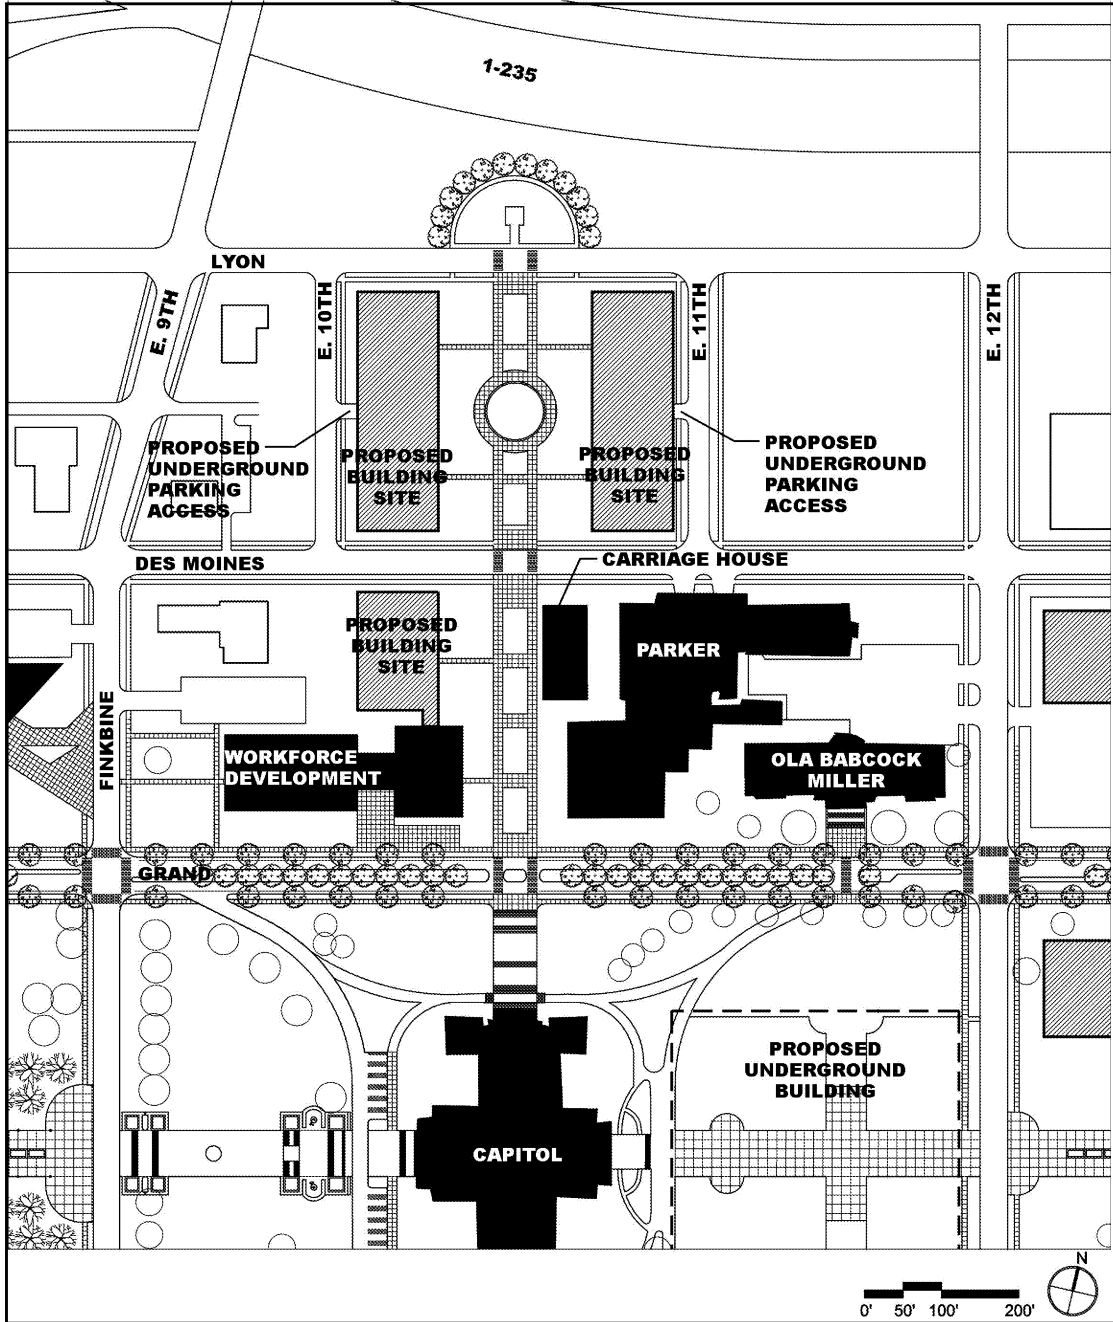 1-235
LYON
E. 9TH
E. 10TH
E. 11TH
E. 12TH
PROPOSED
UNDERGROUND
PARKING
ACCESS
PROPOSED
BUILDING
SITE
PROPOSED
BUILDING
SITE
PROPOSED
UNDERGROUND
PARKING
ACCESS
DES MOINES
CARRIAGE HOUSE
PROPOSED
BUILDING
SITE
PARKER
FINKBINE
WORKFORCE
DEVELOPMENT
OLA BABCOCK
MILLER
GRAND
PROPOSED
UNDERGROUND
BUILDING
CAPITOL
N
0' 50' 100' 200'